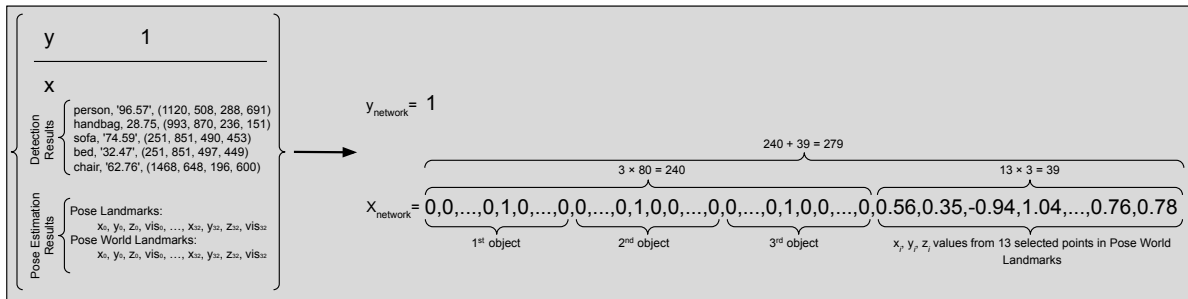 y 1
x
Detection Results
person, '96.57', (1120, 508, 288, 691)
handbag, 28.75, (993, 870, 236, 151)
sofa, '74.59', (251, 851, 490, 453)
bed, '32.47', (251, 851, 497, 449)
chair, '62.76', (1468, 648, 196, 600)
Pose Estimation Results
Pose Landmarks:
x₀, y₀, z₀, vis₀, …, x₃₂, y₃₂, z₃₂, vis₃₂
Pose World Landmarks:
x₀, y₀, z₀, vis₀, …, x₃₂, y₃₂, z₃₂, vis₃₂
y_network = 1
240 + 39 = 279
3 × 80 = 240
13 × 3 = 39
X_network = 0,0,...,0,1,0,...,0,0,...,0,1,0,0,...,0,0,...,0,1,0,0,...,0,0.56,0.35,-0.94,1.04,...,0.76,0.78
1st object
2nd object
3rd object
xᵢ, yᵢ, zᵢ values from 13 selected points in Pose World
Landmarks